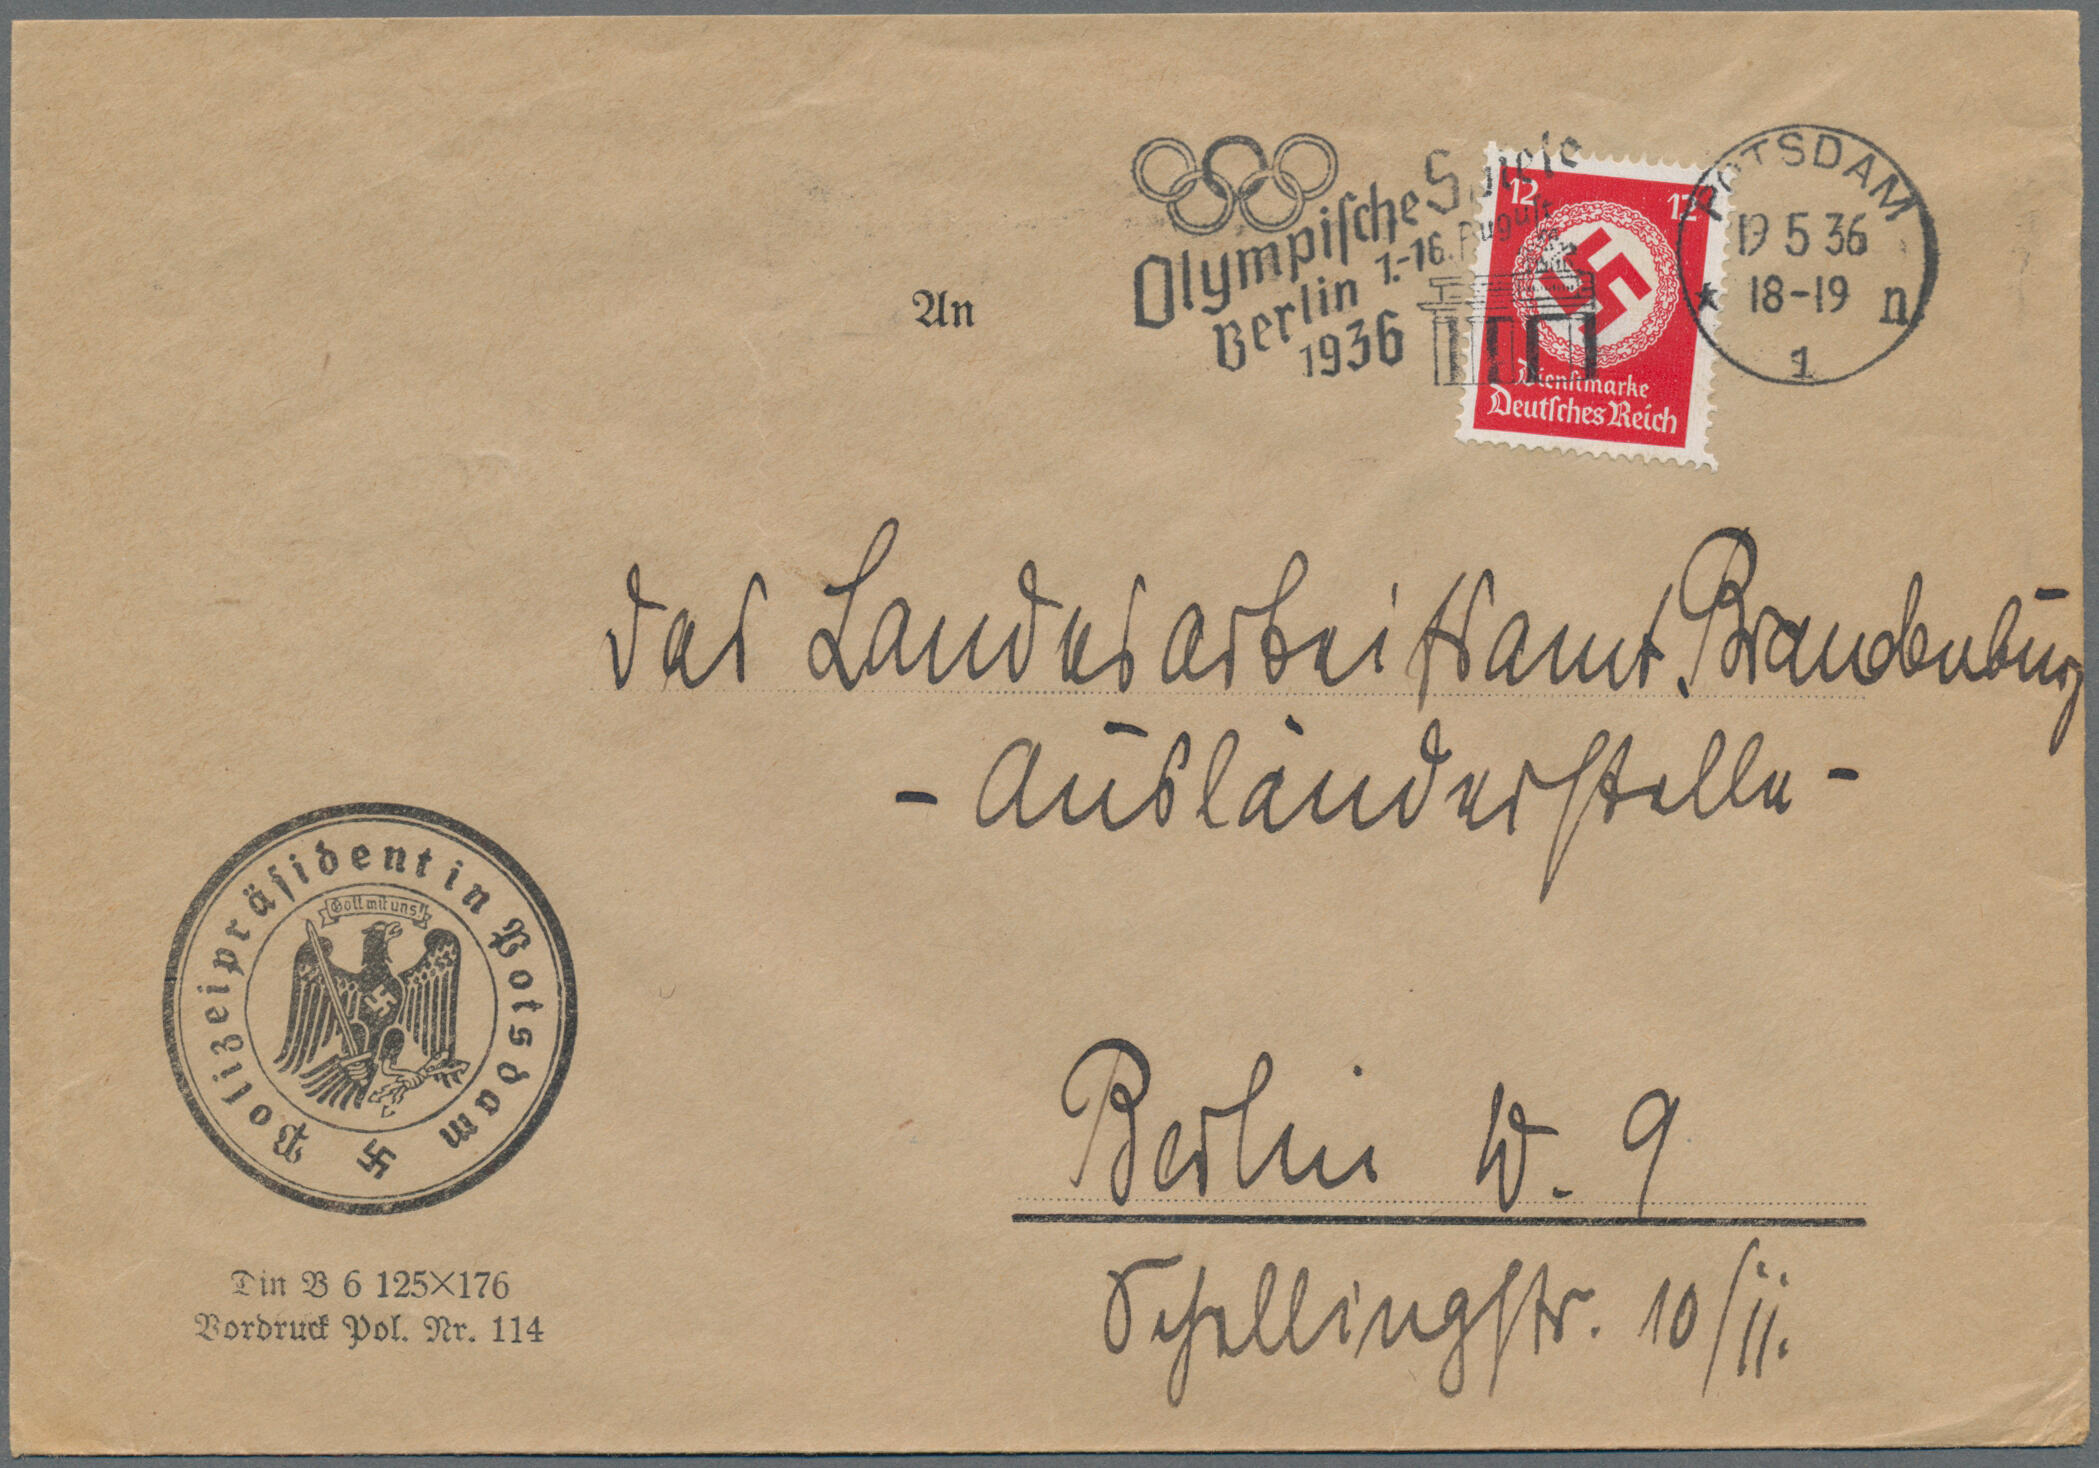 Olympische Spiele
Berlin 1.-16. August
1936
POTSDAM
19 5 36
18-19 n
★ 1
12 12
Dienstmarke
Deutsches Reich
An
das Landesarbeitsamt Brandenburg
- Ausländerstelle -
Berlin W. 9
Schellingstr. 10/II.
Polizeipräsident in Potsdam
Gott mit uns!
Din B 6 125×176
Vordruck Pol. Nr. 114